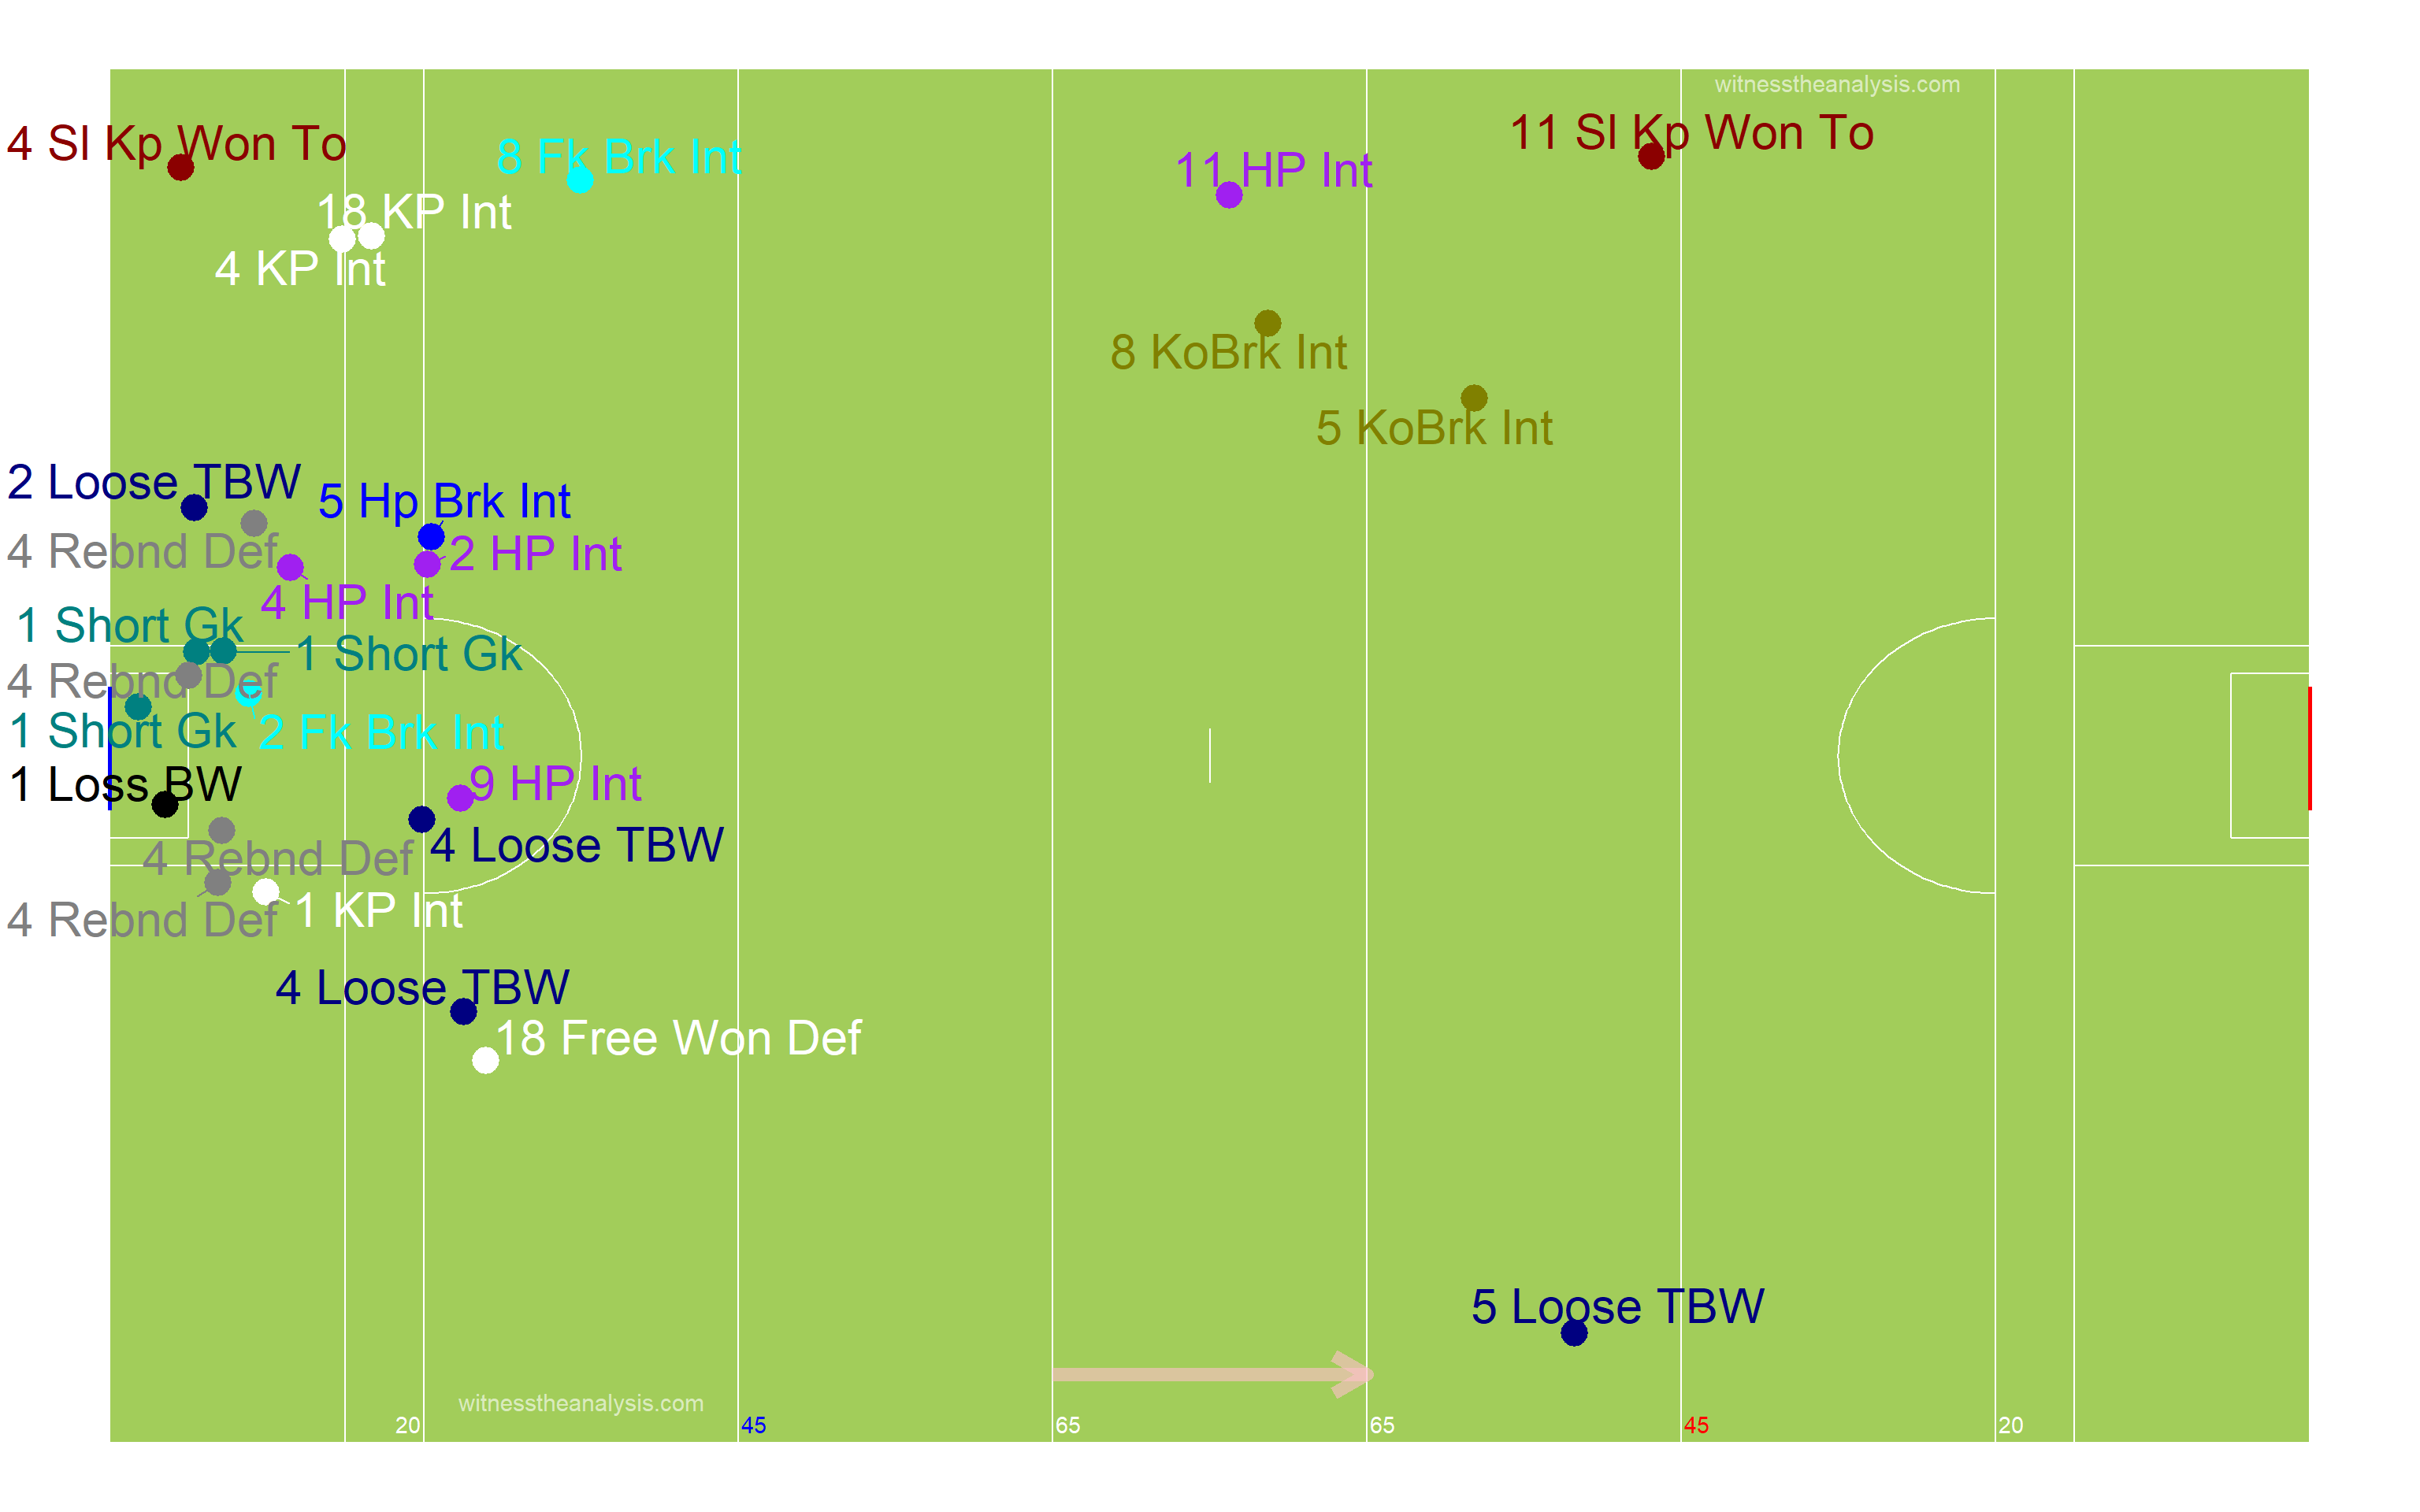 witnesstheanalysis.com
4 Sl Kp Won To
8 Fk Brk Int
11 HP Int
11 Sl Kp Won To
18 KP Int
4 KP Int
8 KoBrk Int
5 KoBrk Int
2 Loose TBW
5 Hp Brk Int
4 Rebnd Def
2 HP Int
4 HP Int
1 Short Gk
1 Short Gk
4 Rebnd Def
1 Short Gk
2 Fk Brk Int
1 Loss BW
9 HP Int
4 Loose TBW
4 Rebnd Def
4 Rebnd Def
1 KP Int
4 Loose TBW
18 Free Won Def
5 Loose TBW
witnesstheanalysis.com
20
45
65
65
45
20